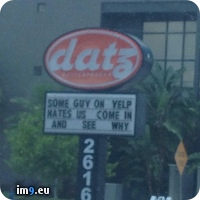 datz
SOME GUY ON YELP
HATES US COME IN
AND SEE WHY
2616
im9.eu